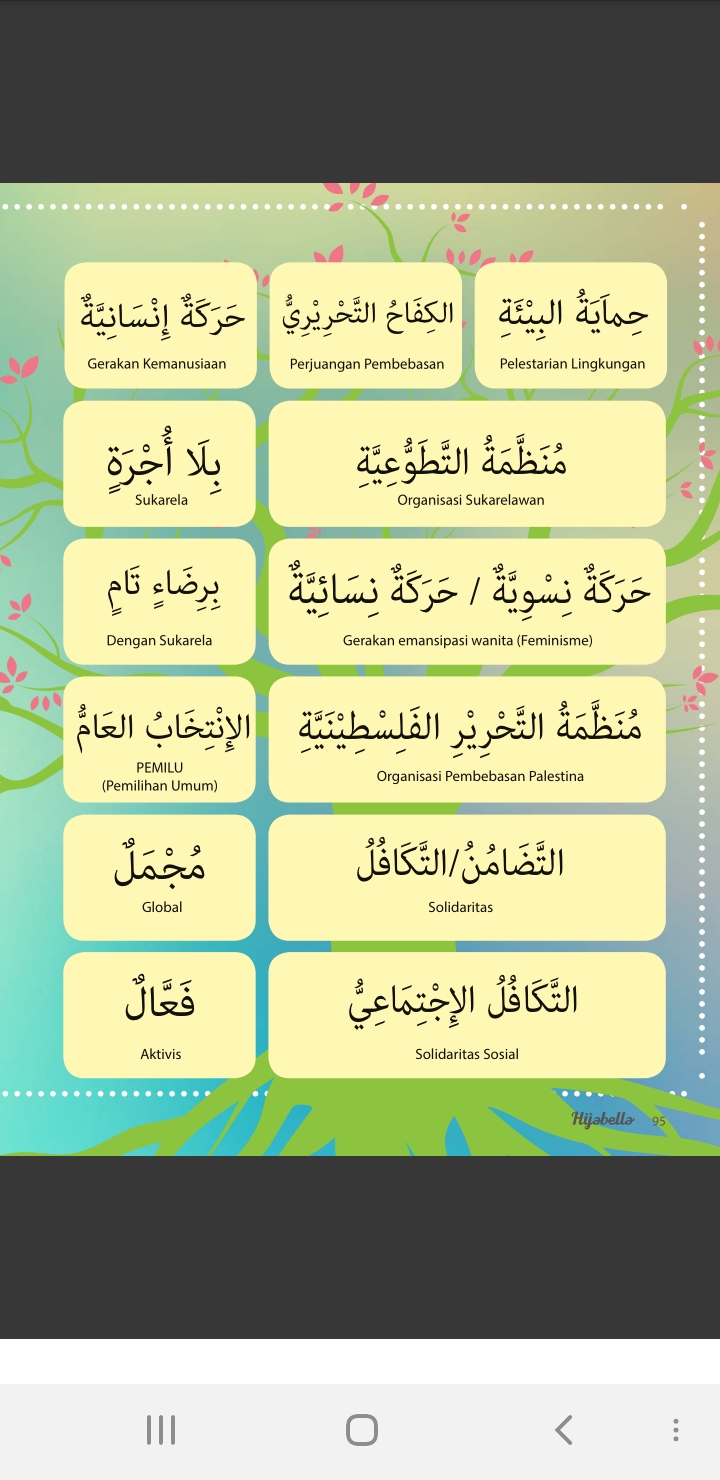 حِمَايَةُ البِيْئَةِ
Pelestarian Lingkungan
الكِفَاحُ التَّحْرِيْرِيُّ
Perjuangan Pembebasan
حَرَكَةٌ إِنْسَانِيَّةٌ
Gerakan Kemanusiaan
مُنَظَّمَةُ التَّطَوُّعِيَّةِ
Organisasi Sukarelawan
بِلَا أُجْرَةٍ
Sukarela
حَرَكَةٌ نِسْوِيَّةٌ / حَرَكَةٌ نِسَائِيَّةٌ
Gerakan emansipasi wanita (Feminisme)
بِرِضَاءٍ تَامٍ
Dengan Sukarela
مُنَظَّمَةُ التَّحْرِيْرِ الفَلِسْطِيْنَيَّةِ
Organisasi Pembebasan Palestina
الإِنْتِخَابُ العَامُّ
PEMILU
(Pemilihan Umum)
التَّضَامُنُ/التَّكَافُلُ
Solidaritas
مُجْمَلٌ
Global
التَّكَافُلُ الإِجْتِمَاعِيُّ
Solidaritas Sosial
فَعَّالٌ
Aktivis
Hijabella 95